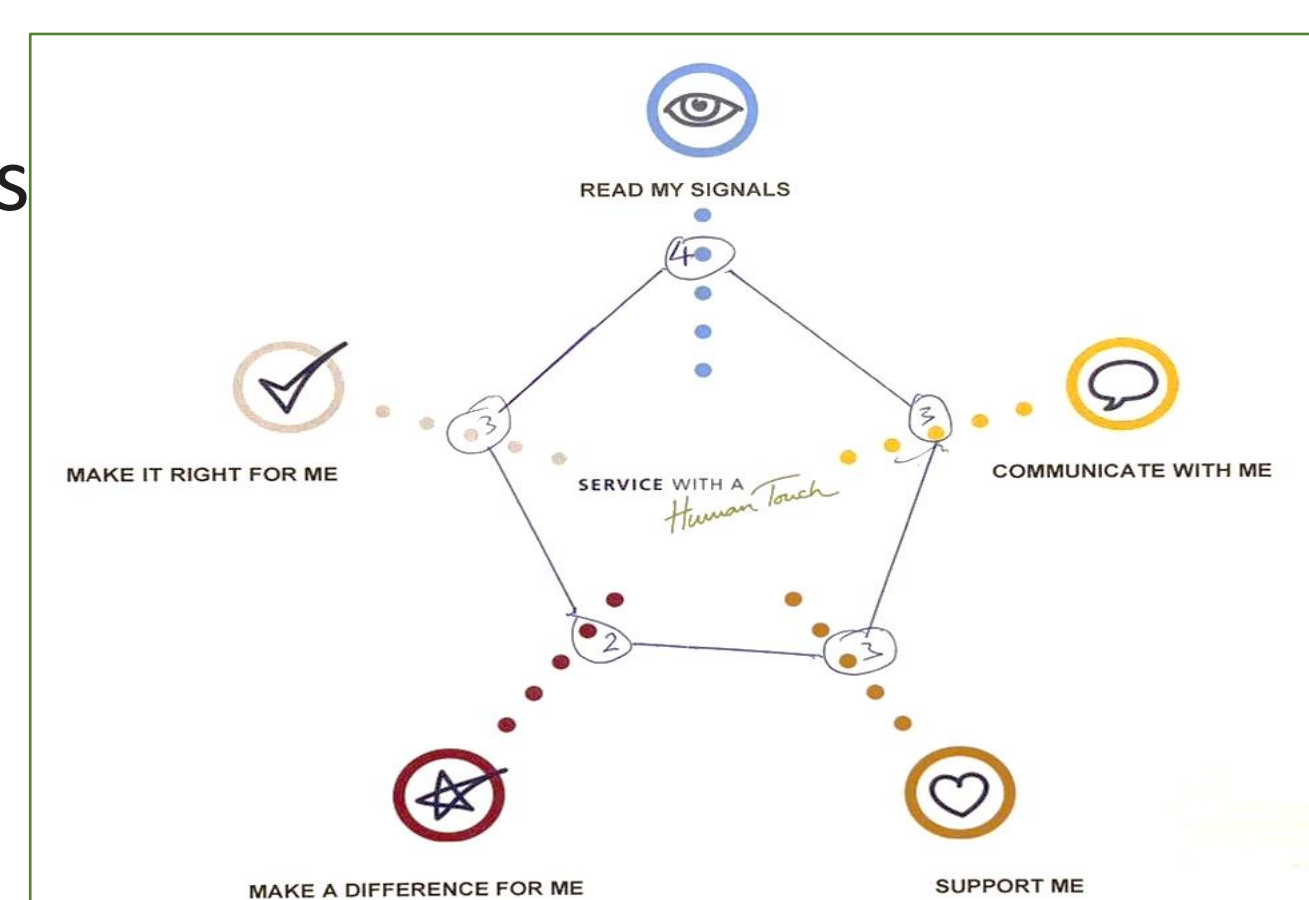 s
READ MY SIGNALS
4
3
3
MAKE IT RIGHT FOR ME
COMMUNICATE WITH ME
SERVICE WITH A
Human Touch
2
3
MAKE A DIFFERENCE FOR ME
SUPPORT ME